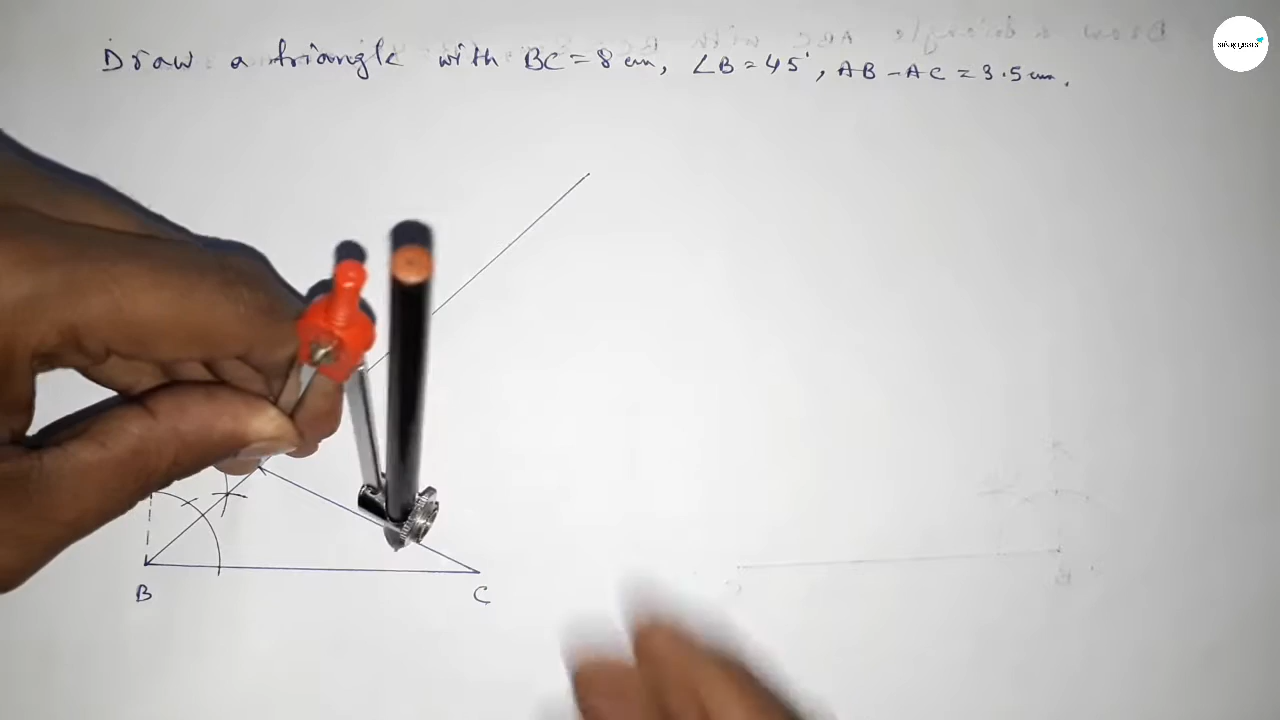 Draw a triangle with BC = 8 cm, ∠B = 45°, AB - AC = 3.5 cm.
B C